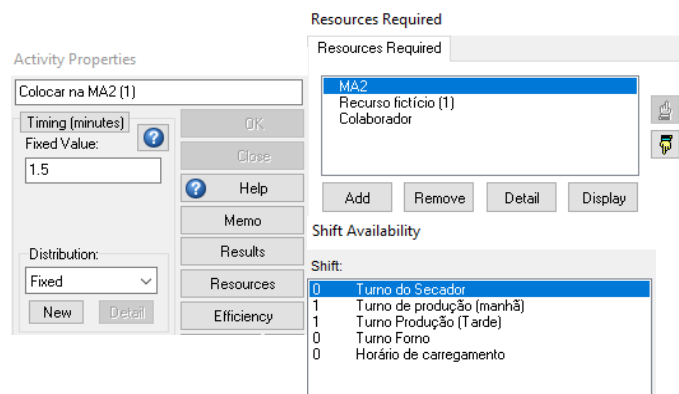 Activity Properties
Colocar na MA2 (1)
Timing (minutes)
Fixed Value:
?
1.5
Distribution:
Fixed
New
Detail
OK
Close
? Help
Memo
Results
Resources
Efficiency
Resources Required
Resources Required
MA2
Recurso fictício (1)
Colaborador
Add Remove Detail Display
Shift Availability
Shift:
0 Turno do Secador
1 Turno de produção (manhã)
1 Turno Produção (Tarde)
0 Turno Forno
0 Horário de carregamento